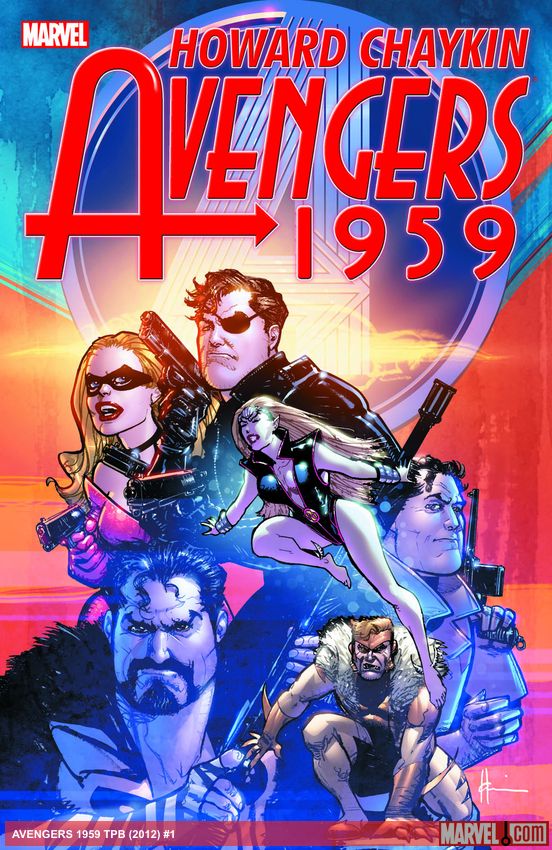 MARVEL
HOWARD CHAYKIN
AVENGERS
1959
AVENGERS 1959 TPB (2012) #1
MARVEL.com